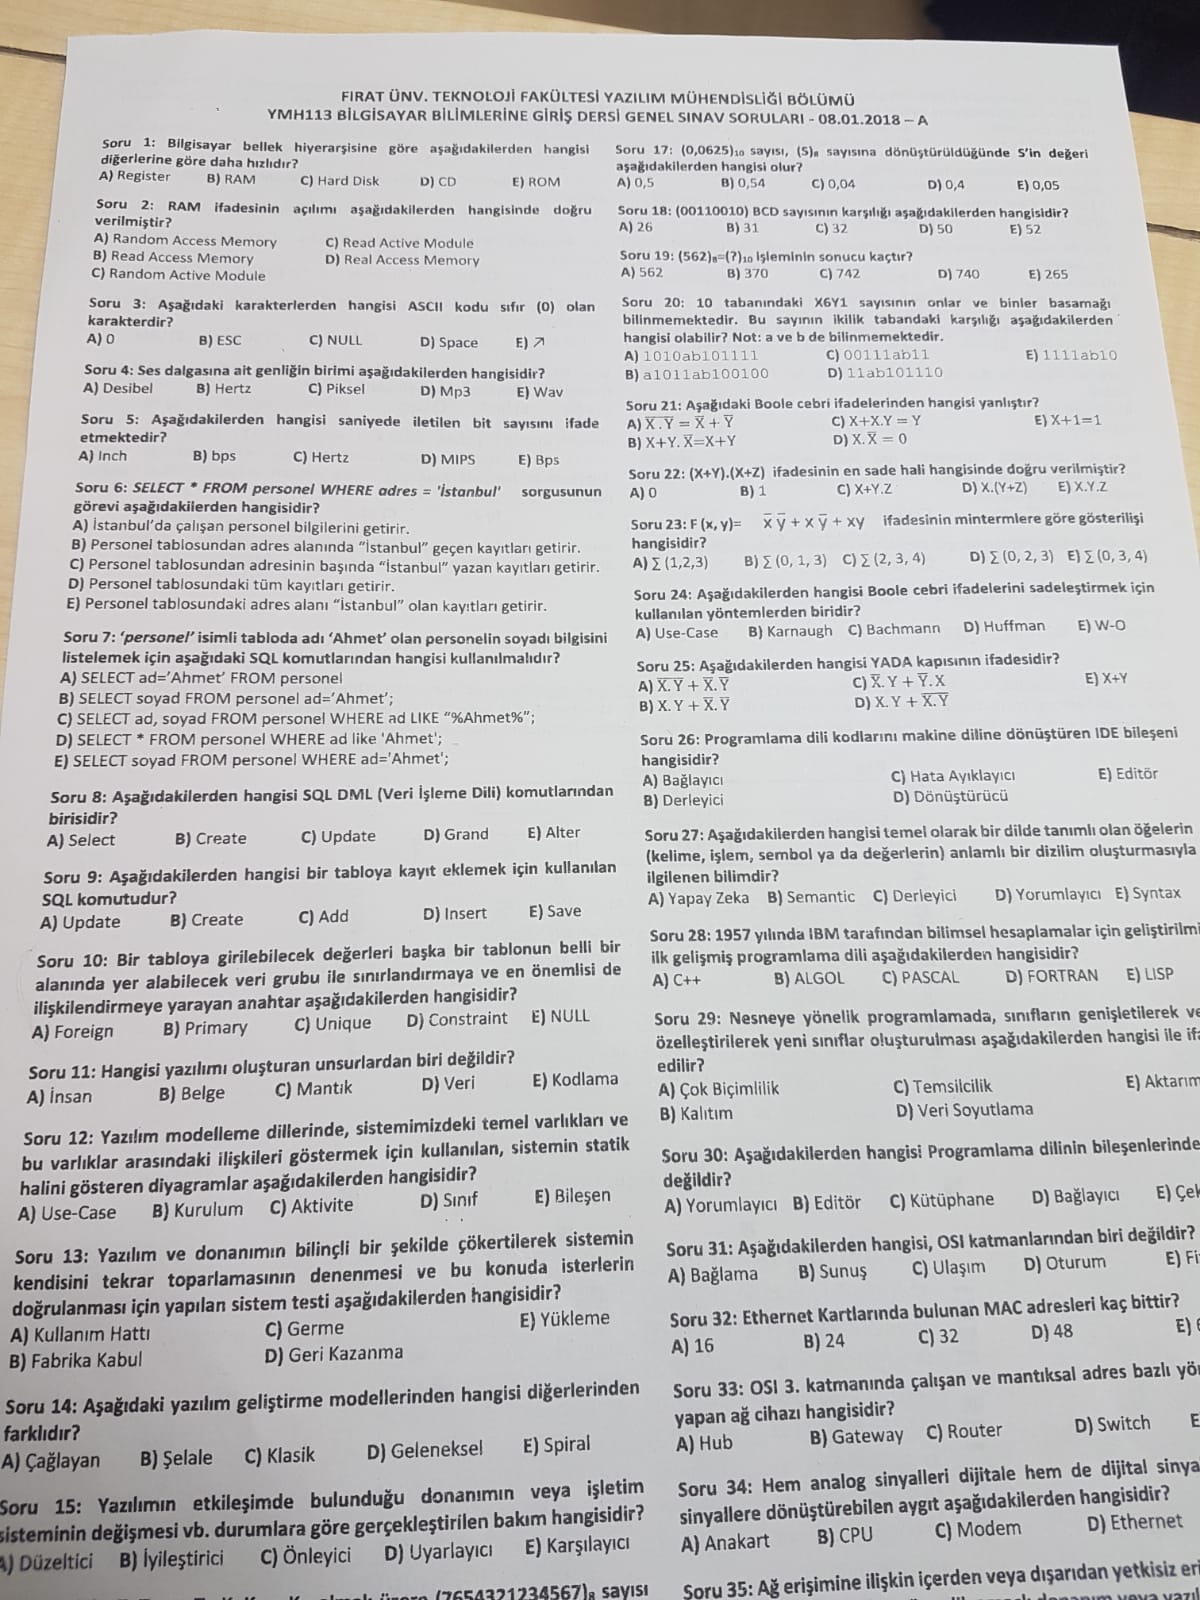 FIRAT ÜNV. TEKNOLOJİ FAKÜLTESİ YAZILIM MÜHENDİSLİĞİ BÖLÜMÜ
YMH113 BİLGİSAYAR BİLİMLERİNE GİRİŞ DERSİ GENEL SINAV SORULARI - 08.01.2018 – A
Soru 1: Bilgisayar bellek hiyerarşisine göre aşağıdakilerden hangisi
diğerlerine göre daha hızlıdır?
A) Register B) RAM C) Hard Disk D) CD E) ROM
Soru 2: RAM ifadesinin açılımı aşağıdakilerden hangisinde doğru
verilmiştir?
A) Random Access Memory C) Read Active Module
B) Read Access Memory D) Real Access Memory
C) Random Active Module
Soru 3: Aşağıdaki karakterlerden hangisi ASCII kodu sıfır (0) olan
karakterdir?
A) 0 B) ESC C) NULL D) Space E) ↗
Soru 4: Ses dalgasına ait genliğin birimi aşağıdakilerden hangisidir?
A) Desibel B) Hertz C) Piksel D) Mp3 E) Wav
Soru 5: Aşağıdakilerden hangisi saniyede iletilen bit sayısını ifade
etmektedir?
A) Inch B) bps C) Hertz D) MIPS E) Bps
Soru 6: SELECT * FROM personel WHERE adres = 'İstanbul' sorgusunun
görevi aşağıdakilerden hangisidir?
A) İstanbul’da çalışan personel bilgilerini getirir.
B) Personel tablosundan adres alanında “İstanbul” geçen kayıtları getirir.
C) Personel tablosundan adresinin başında “İstanbul” yazan kayıtları getirir.
D) Personel tablosundaki tüm kayıtları getirir.
E) Personel tablosundaki adres alanı “İstanbul” olan kayıtları getirir.
Soru 7: ‘personel’ isimli tabloda adı ‘Ahmet’ olan personelin soyadı bilgisini
listelemek için aşağıdaki SQL komutlarından hangisi kullanılmalıdır?
A) SELECT ad=’Ahmet’ FROM personel
B) SELECT soyad FROM personel ad=’Ahmet’;
C) SELECT ad, soyad FROM personel WHERE ad LIKE “%Ahmet%”;
D) SELECT * FROM personel WHERE ad like 'Ahmet';
E) SELECT soyad FROM personel WHERE ad='Ahmet';
Soru 8: Aşağıdakilerden hangisi SQL DML (Veri İşleme Dili) komutlarından
birisidir?
A) Select B) Create C) Update D) Grand E) Alter
Soru 9: Aşağıdakilerden hangisi bir tabloya kayıt eklemek için kullanılan
SQL komutudur?
A) Update B) Create C) Add D) Insert E) Save
Soru 10: Bir tabloya girilebilecek değerleri başka bir tablonun belli bir
alanında yer alabilecek veri grubu ile sınırlandırmaya ve en önemlisi de
ilişkilendirmeye yarayan anahtar aşağıdakilerden hangisidir?
A) Foreign B) Primary C) Unique D) Constraint E) NULL
Soru 11: Hangisi yazılımı oluşturan unsurlardan biri değildir?
A) İnsan B) Belge C) Mantık D) Veri E) Kodlama
Soru 12: Yazılım modelleme dillerinde, sistemimizdeki temel varlıkları ve
bu varlıklar arasındaki ilişkileri göstermek için kullanılan, sistemin statik
halini gösteren diyagramlar aşağıdakilerden hangisidir?
A) Use-Case B) Kurulum C) Aktivite D) Sınıf E) Bileşen
Soru 13: Yazılım ve donanımın bilinçli bir şekilde çökertilerek sistemin
kendisini tekrar toparlamasının denenmesi ve bu konuda isterlerin
doğrulanması için yapılan sistem testi aşağıdakilerden hangisidir?
A) Kullanım Hattı C) Germe E) Yükleme
B) Fabrika Kabul D) Geri Kazanma
Soru 14: Aşağıdaki yazılım geliştirme modellerinden hangisi diğerlerinden
farklıdır?
A) Çağlayan B) Şelale C) Klasik D) Geleneksel E) Spiral
Soru 15: Yazılımın etkileşimde bulunduğu donanımın veya işletim
sisteminin değişmesi vb. durumlara göre gerçekleştirilen bakım hangisidir?
A) Düzeltici B) İyileştirici C) Önleyici D) Uyarlayıcı E) Karşılayıcı
(7654321234567)₈ sayısı
Soru 17: (0,0625)₁₀ sayısı, (S)₈ sayısına dönüştürüldüğünde S’in değeri
aşağıdakilerden hangisi olur?
A) 0,5 B) 0,54 C) 0,04 D) 0,4 E) 0,05
Soru 18: (00110010) BCD sayısının karşılığı aşağıdakilerden hangisidir?
A) 26 B) 31 C) 32 D) 50 E) 52
Soru 19: (562)₈=(?)₁₀ işleminin sonucu kaçtır?
A) 562 B) 370 C) 742 D) 740 E) 265
Soru 20: 10 tabanındaki X6Y1 sayısının onlar ve binler basamağı
bilinmemektedir. Bu sayının ikilik tabandaki karşılığı aşağıdakilerden
hangisi olabilir? Not: a ve b de bilinmemektedir.
A) 1010ab101111 C) 00111ab11 E) 1111ab10
B) a1011ab100100 D) 11ab101110
Soru 21: Aşağıdaki Boole cebri ifadelerinden hangisi yanlıştır?
A) X̅.̅Y̅ = X̅ + Y̅ C) X+X.Y = Y E) X+1=1
B) X+Y. X̅=X+Y D) X. X̅ = 0
Soru 22: (X+Y).(X+Z) ifadesinin en sade hali hangisinde doğru verilmiştir?
A) 0 B) 1 C) X+Y.Z D) X.(Y+Z) E) X.Y.Z
Soru 23: F (x, y)= x̅ y̅ + x y̅ + xy ifadesinin mintermlere göre gösterilişi
hangisidir?
A) ∑ (1,2,3) B) ∑ (0, 1, 3) C) ∑ (2, 3, 4) D) ∑ (0, 2, 3) E) ∑ (0, 3, 4)
Soru 24: Aşağıdakilerden hangisi Boole cebri ifadelerini sadeleştirmek için
kullanılan yöntemlerden biridir?
A) Use-Case B) Karnaugh C) Bachmann D) Huffman E) W-O
Soru 25: Aşağıdakilerden hangisi YADA kapısının ifadesidir?
A) X̅.̅Y̅ + X̅. Y̅ C) X̅. Y + Y̅. X E) X+Y
B) X. Y + X̅. Y̅ D) X. Y + X̅.̅Y̅
Soru 26: Programlama dili kodlarını makine diline dönüştüren IDE bileşeni
hangisidir?
A) Bağlayıcı C) Hata Ayıklayıcı E) Editör
B) Derleyici D) Dönüştürücü
Soru 27: Aşağıdakilerden hangisi temel olarak bir dilde tanımlı olan öğelerin
(kelime, işlem, sembol ya da değerlerin) anlamlı bir dizilim oluşturmasıyla
ilgilenen bilimdir?
A) Yapay Zeka B) Semantic C) Derleyici D) Yorumlayıcı E) Syntax
Soru 28: 1957 yılında IBM tarafından bilimsel hesaplamalar için geliştirilmi
ilk gelişmiş programlama dili aşağıdakilerden hangisidir?
A) C++ B) ALGOL C) PASCAL D) FORTRAN E) LISP
Soru 29: Nesneye yönelik programlamada, sınıfların genişletilerek ve
özelleştirilerek yeni sınıflar oluşturulması aşağıdakilerden hangisi ile ifa
edilir?
A) Çok Biçimlilik C) Temsilcilik E) Aktarım
B) Kalıtım D) Veri Soyutlama
Soru 30: Aşağıdakilerden hangisi Programlama dilinin bileşenlerinde
değildir?
A) Yorumlayıcı B) Editör C) Kütüphane D) Bağlayıcı E) Çek
Soru 31: Aşağıdakilerden hangisi, OSI katmanlarından biri değildir?
A) Bağlama B) Sunuş C) Ulaşım D) Oturum E) Fi
Soru 32: Ethernet Kartlarında bulunan MAC adresleri kaç bittir?
A) 16 B) 24 C) 32 D) 48 E)
Soru 33: OSI 3. katmanında çalışan ve mantıksal adres bazlı yö
yapan ağ cihazı hangisidir?
A) Hub B) Gateway C) Router D) Switch E
Soru 34: Hem analog sinyalleri dijitale hem de dijital sinya
sinyallere dönüştürebilen aygıt aşağıdakilerden hangisidir?
A) Anakart B) CPU C) Modem D) Ethernet
Soru 35: Ağ erişimine ilişkin içerden veya dışarıdan yetkisiz eri